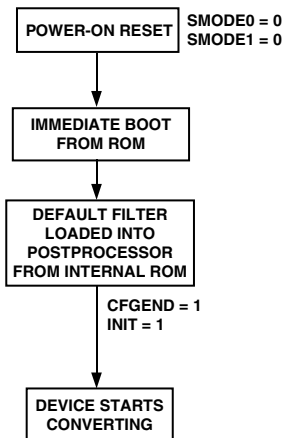 POWER-ON RESET
SMODE0 = 0
SMODE1 = 0
IMMEDIATE BOOT
FROM ROM
DEFAULT FILTER
LOADED INTO
POSTPROCESSOR
FROM INTERNAL ROM
CFGEND = 1
INIT = 1
DEVICE STARTS
CONVERTING